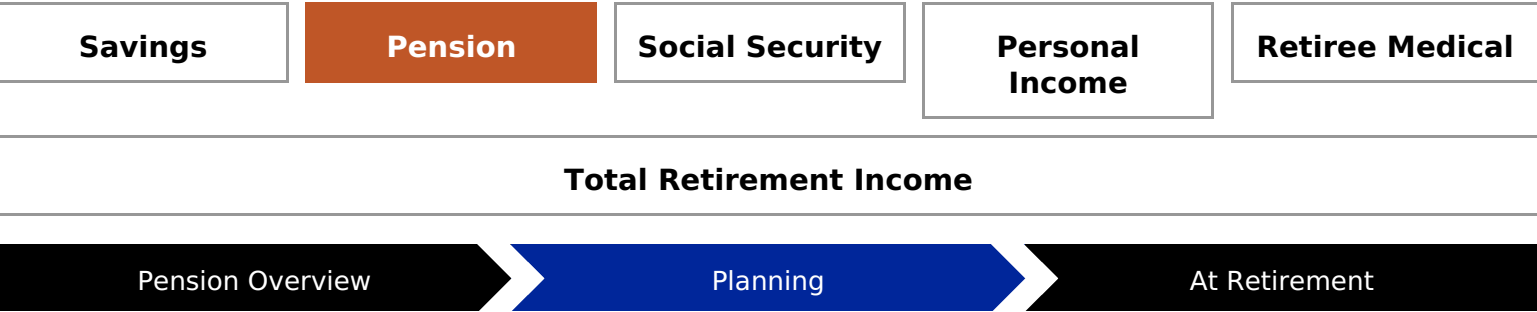 Savings
Pension
Social Security
Personal
Income
Retiree Medical
Total Retirement Income
Pension Overview
Planning
At Retirement